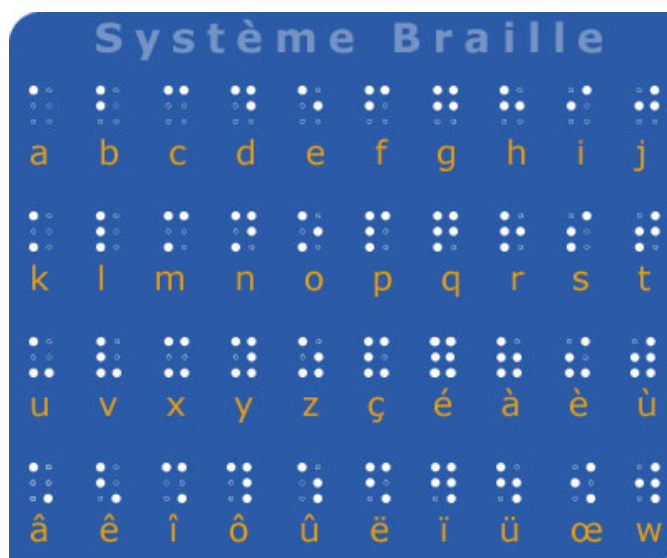 Système Braille
a b c d e f g h i j
k l m n o p q r s t
u v x y z ç é à è ù
â ê î ô û ë ï ü œ w